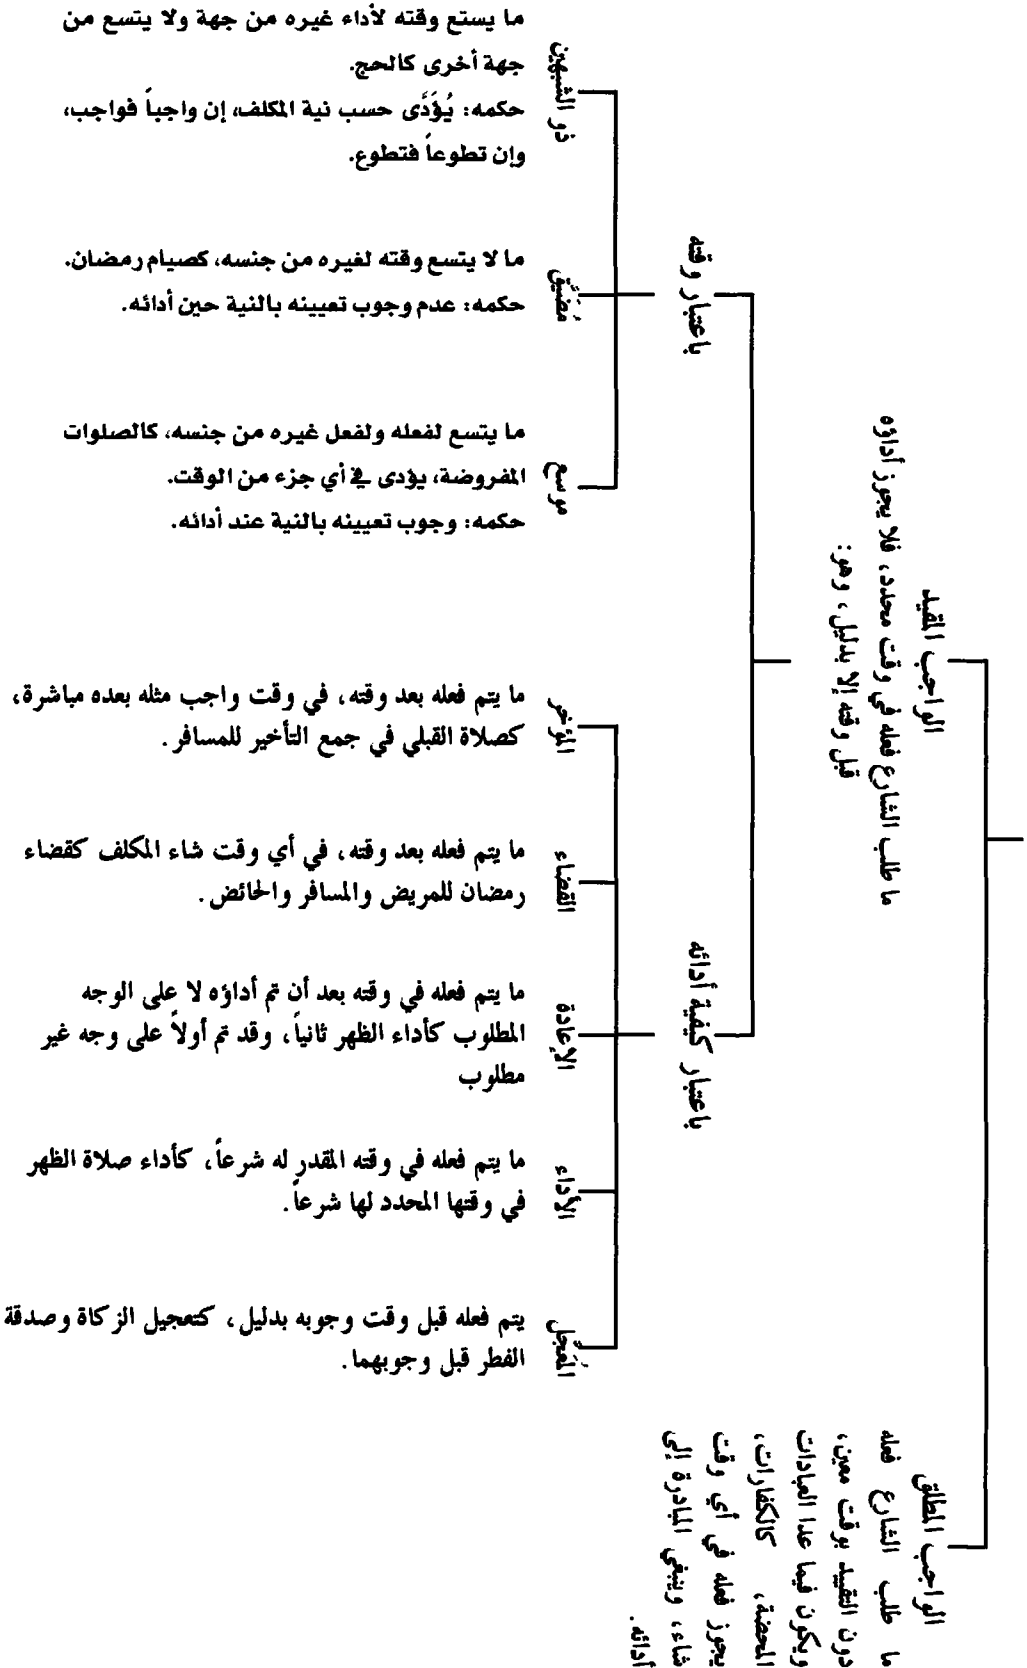 الواجب المقيد
ما طلب الشارع فعله في وقت محدد، فلا يجوز أداؤه
قبل وقته إلا بدليل، وهو:
باعتبار وقته
ذو الشبهين
ما يستع وقته لأداء غيره من جهة ولا يتسع من
جهة أخرى كالحج.
حكمه: يُؤَدَّى حسب نية المكلف، إن واجباً فواجب،
وإن تطوعاً فتطوع.
مُضَيَّق
ما لا يتسع وقته لغيره من جنسه، كصيام رمضان.
حكمه: عدم وجوب تعيينه بالنية حين أدائه.
موسع
ما يتسع لفعله ولفعل غيره من جنسه، كالصلوات
المفروضة، يؤدى في أي جزء من الوقت.
حكمه: وجوب تعيينه بالنية عند أدائه.
باعتبار كيفية أدائه
المؤخر
ما يتم فعله بعد وقته، في وقت واجب مثله بعده مباشرة،
كصلاة القبلي في جمع التأخير للمسافر.
القضاء
ما يتم فعله بعد وقته، في أي وقت شاء المكلف كقضاء
رمضان للمريض والمسافر والحائض.
الإعادة
ما يتم فعله في وقته بعد أن تم أداؤه لا على الوجه
المطلوب كأداء الظهر ثانياً، وقد تم أولاً على وجه غير
مطلوب
الأداء
ما يتم فعله في وقته المقدر له شرعاً، كأداء صلاة الظهر
في وقتها المحدد لها شرعاً.
المُعَجَّل
يتم فعله قبل وقت وجوبه بدليل، كتعجيل الزكاة وصدقة
الفطر قبل وجوبهما.
الواجب المطلق
ما طلب الشارع فعله
دون التقييد بوقت معين،
ويكون فيما عدا العبادات
المحضة، كالكفارات،
يجوز فعله في أي وقت
شاء، وينبغي المبادرة إلى
أدائه.